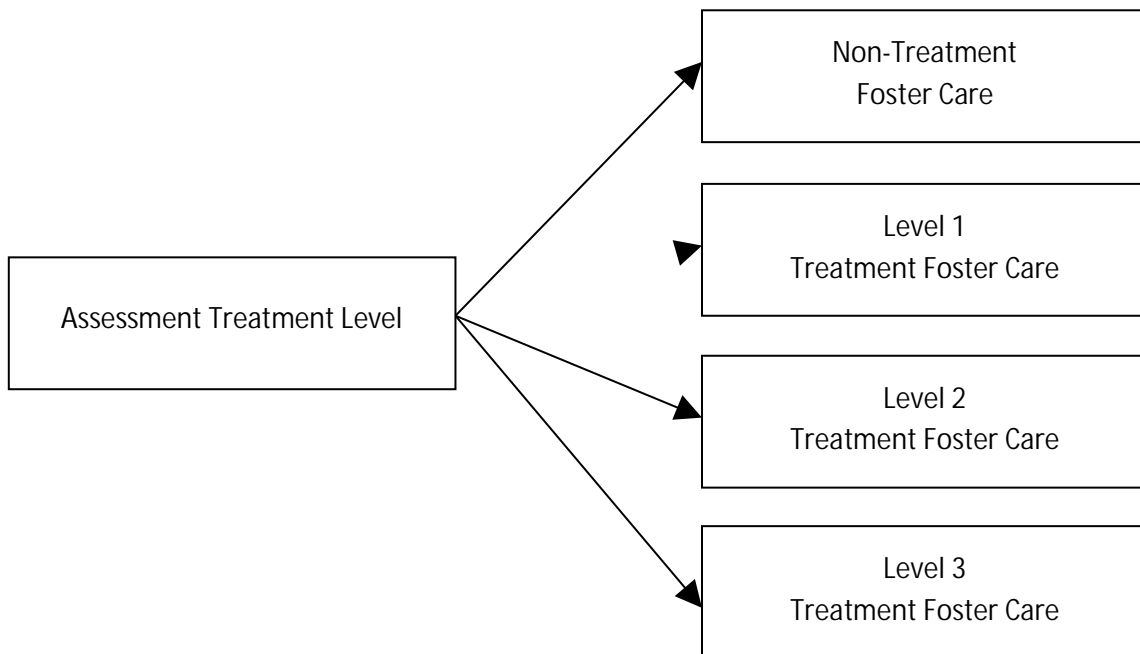 Non-Treatment
Foster Care
Level 1
Treatment Foster Care
Assessment Treatment Level
Level 2
Treatment Foster Care
Level 3
Treatment Foster Care